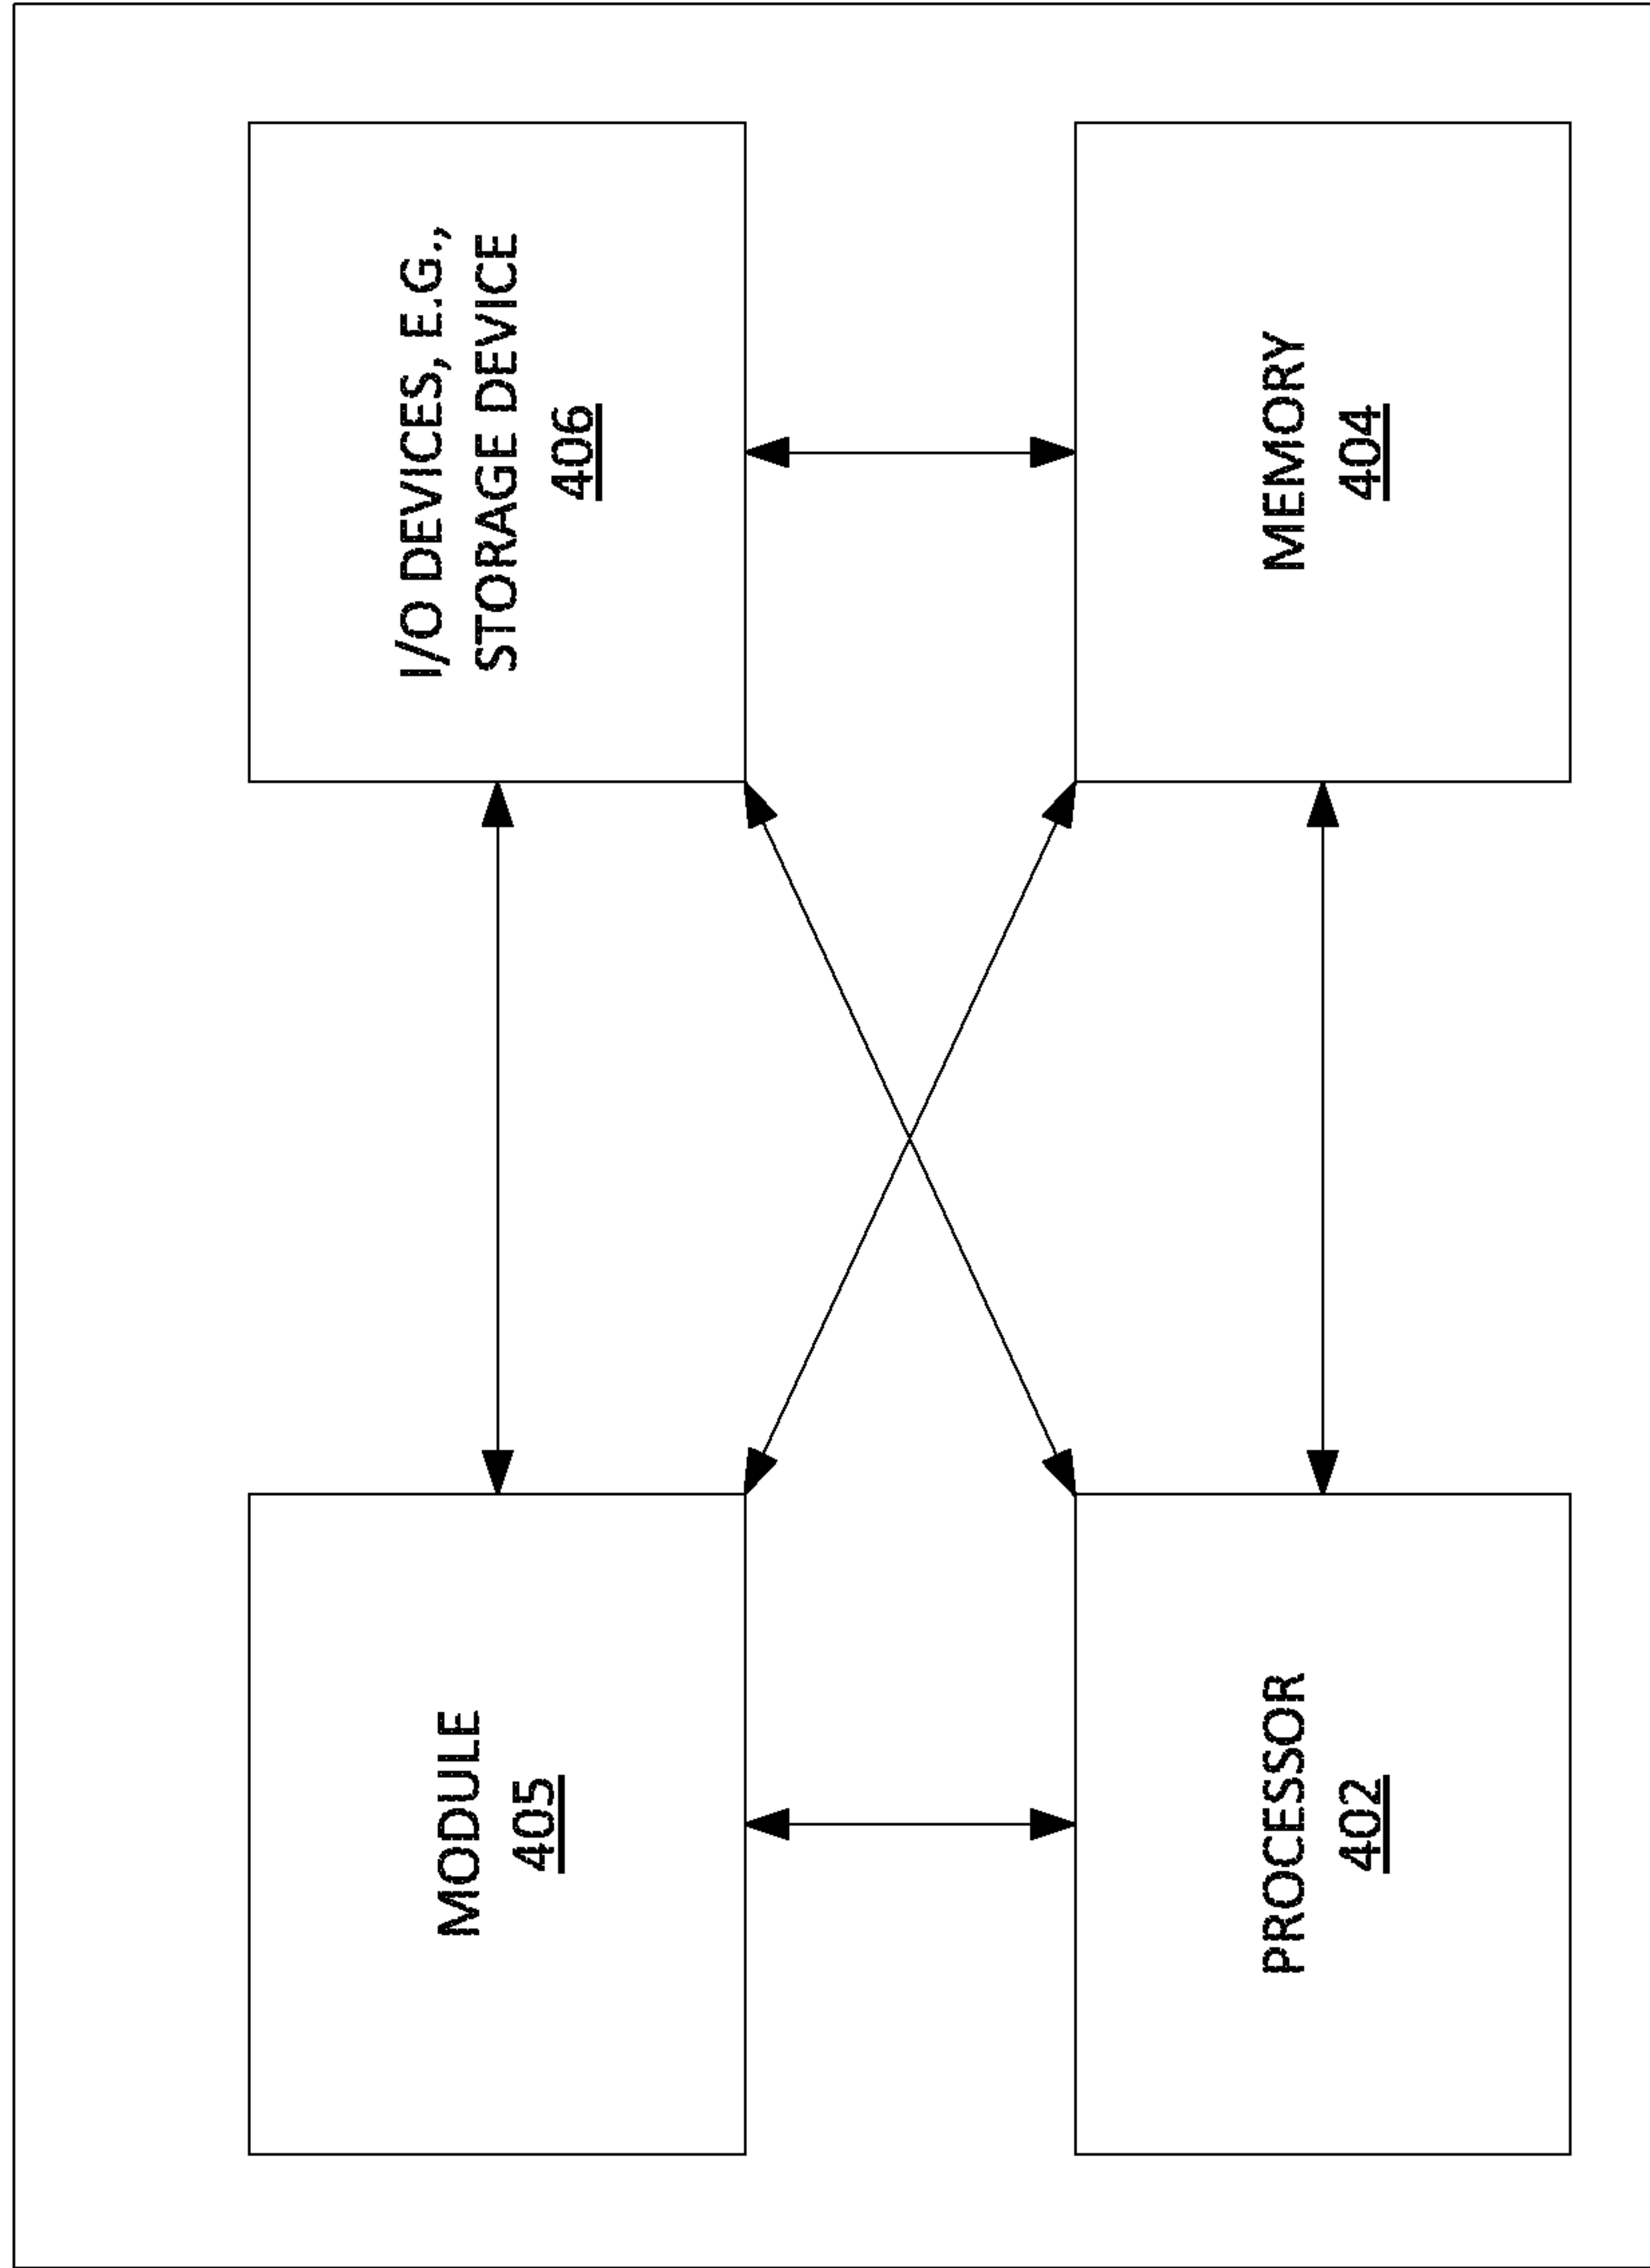 MODULE
405
I/O DEVICES, E.G.,
STORAGE DEVICE
406
PROCESSOR
402
MEMORY
404